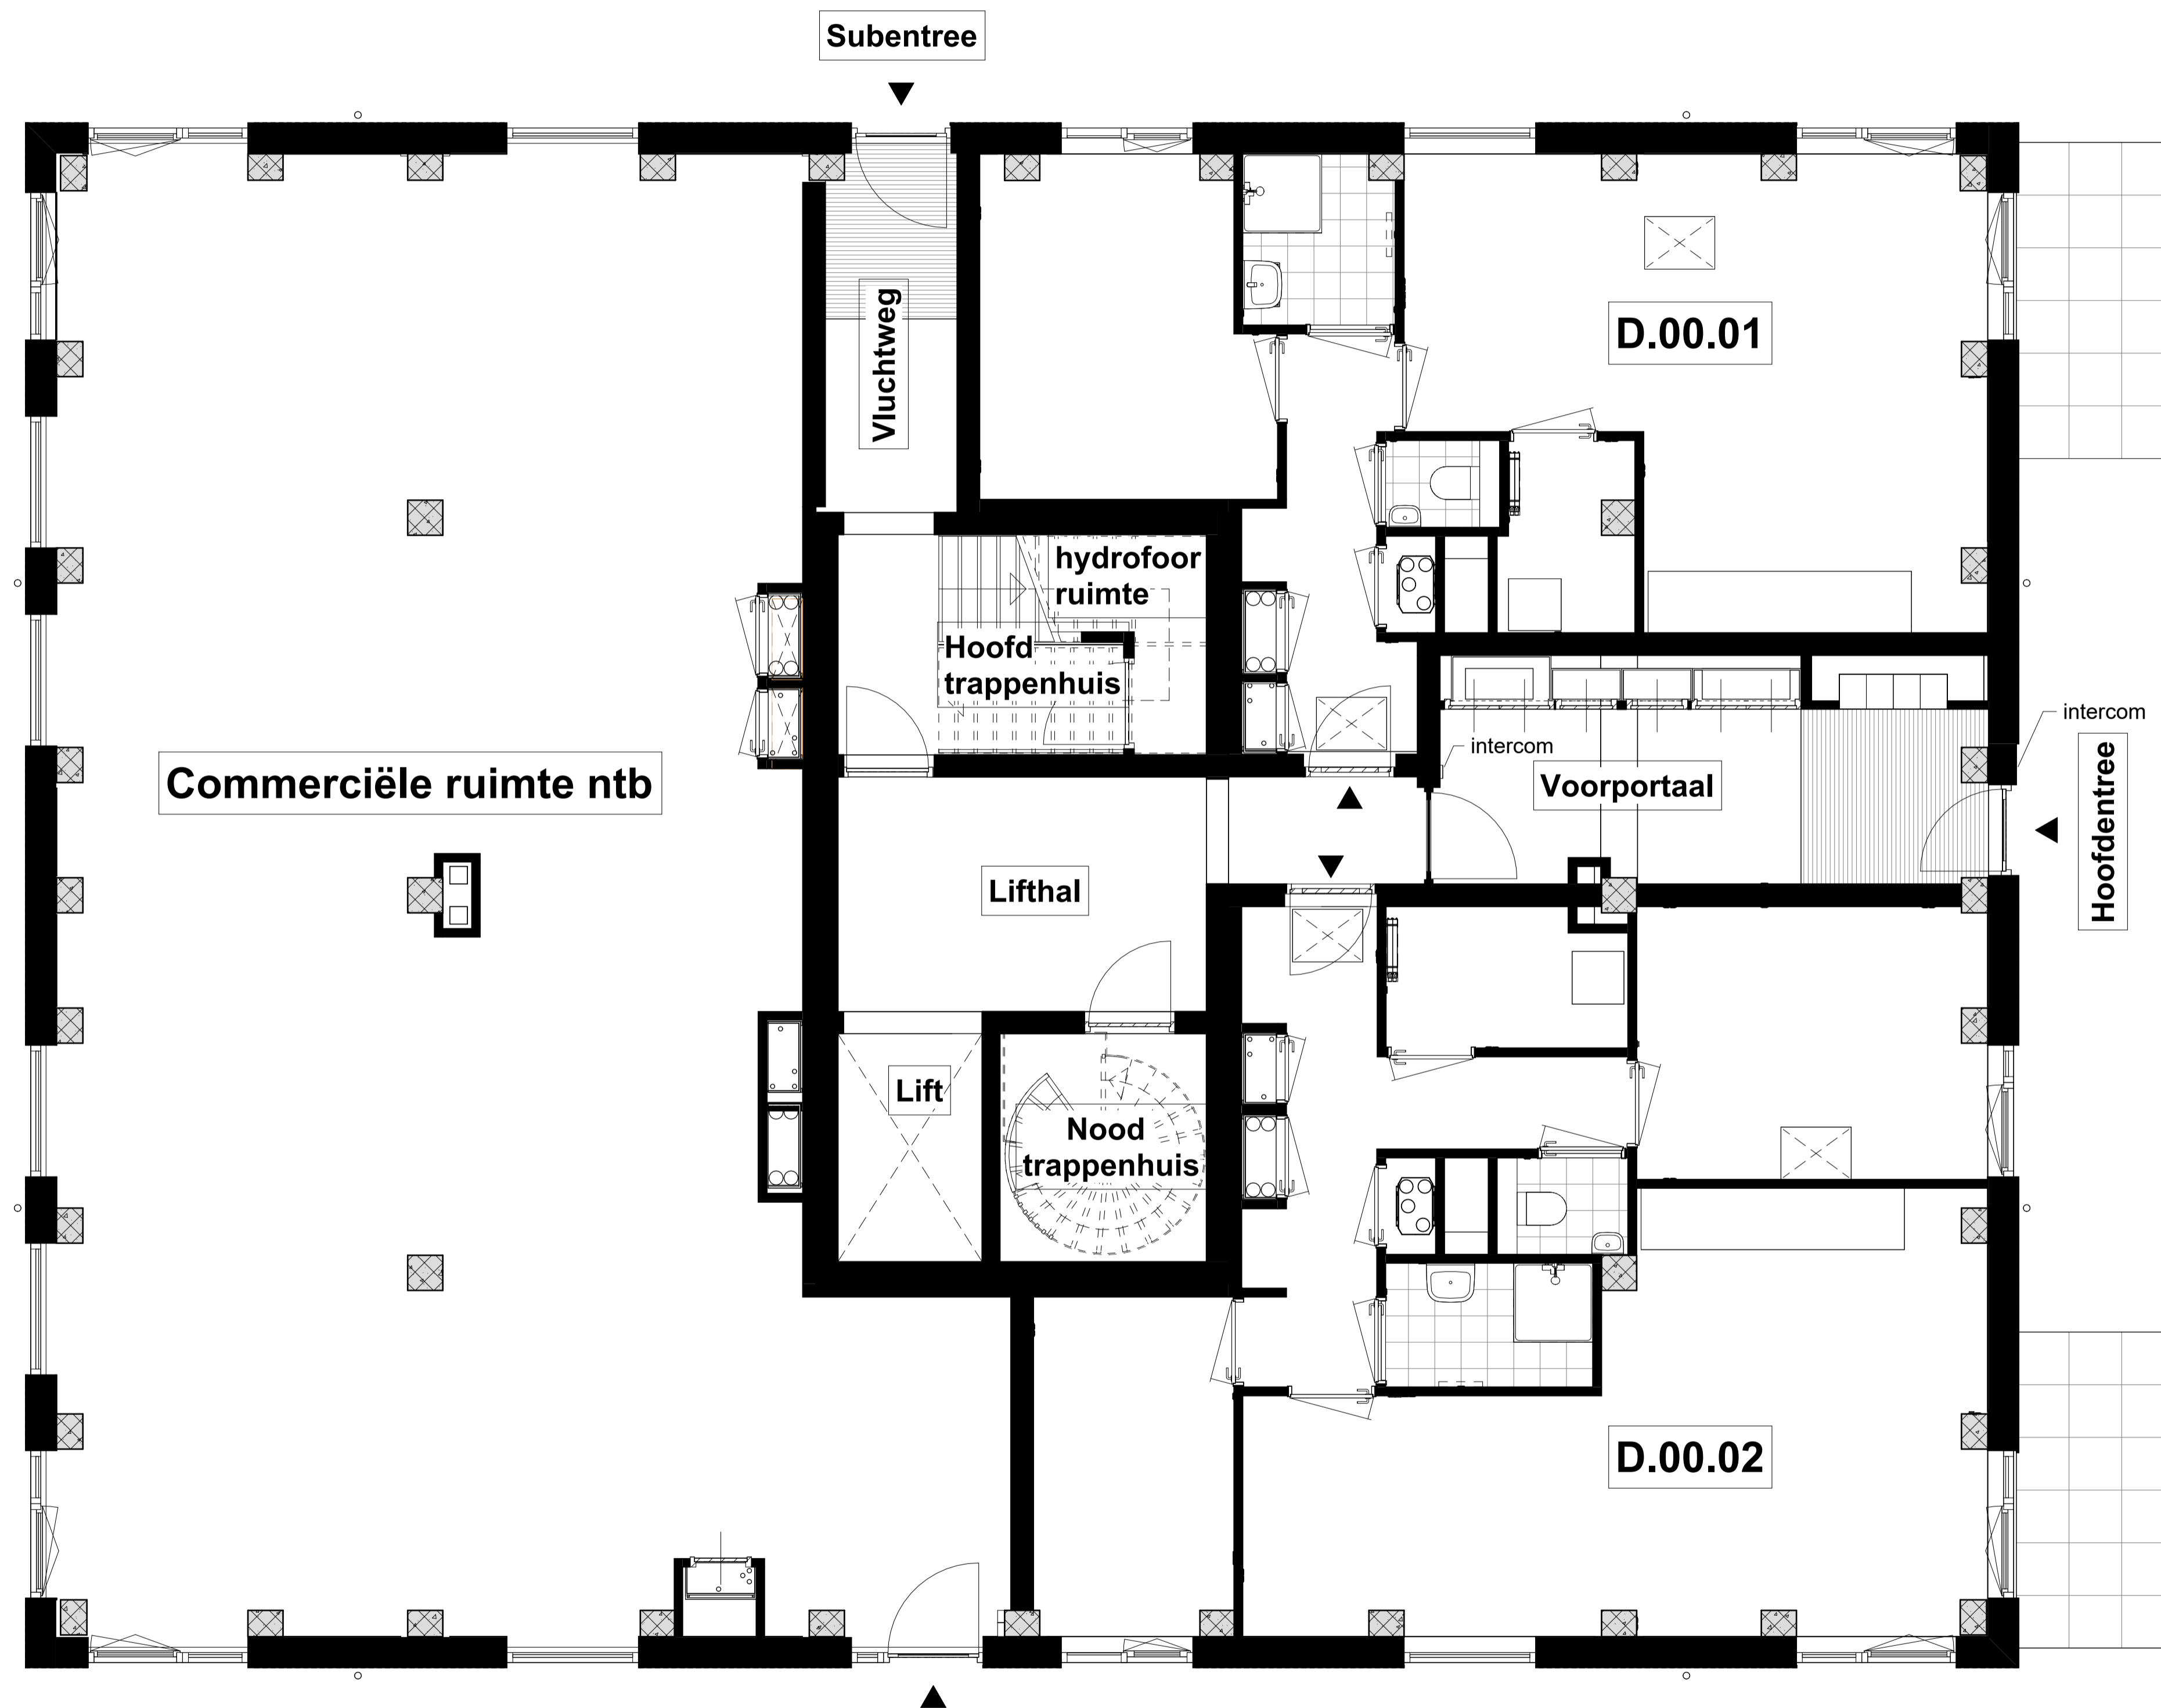 Subentree
Vluchtweg
D.00.01
hydrofoor
ruimte
Hoofd
trappenhuis
intercom
intercom
Commerciële ruimte ntb
Voorportaal
Hoofdentree
Lifthal
Lift
Nood
trappenhuis
D.00.02